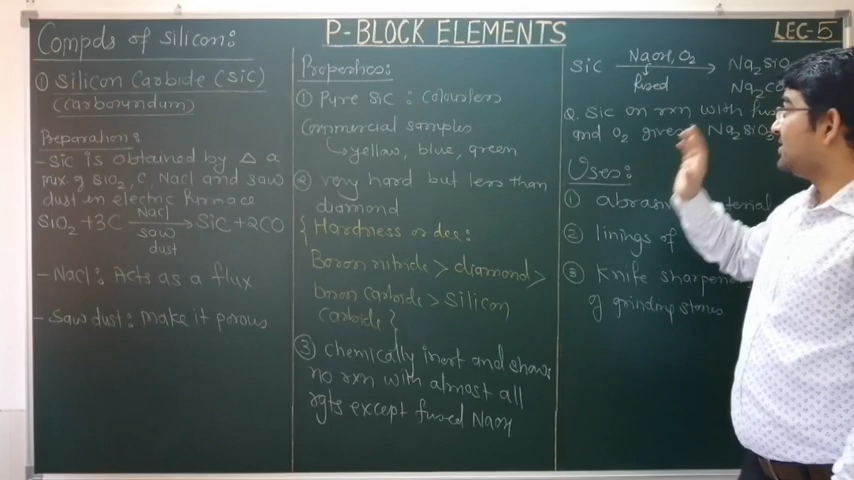 P-BLOCK ELEMENTS
LEC-5
Compds of silicon:
① Silicon Carbide (SiC)
(Carborundum)
Preparation:
- SiC is obtained by △ a
mix. of SiO2, C, NaCl and saw
dust in electric furnace
SiO2 + 3C NaCl → SiC + 2CO
saw
dust
- NaCl: Acts as a flux
- Saw dust: make it porous
Properties:
① Pure SiC : Colourless
Commercial samples
↳ yellow, blue, green
② very hard but less than
diamond
{ Hardness order:
Boron nitride > diamond >
boron carbide > Silicon
carbide }
③ chemically inert and shows
no rxn with almost all
rgts except fused NaOH
SiC NaOH, O2 → Na2SiO
fused Na2CO
Q. SiC on rxn with
and O2 gives Na2SiO3
Uses:
①
② linings of
③ Knife
of grinding stones